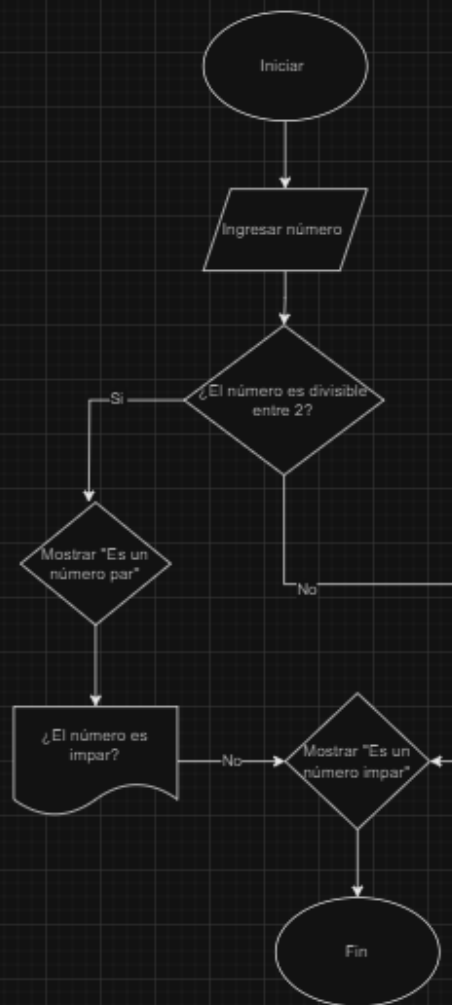 Iniciar
Ingresar número
¿El número es divisible
entre 2?
Si
Mostrar "Es un
número par"
No
¿El número es
impar?
No
Mostrar "Es un
número impar"
Fin